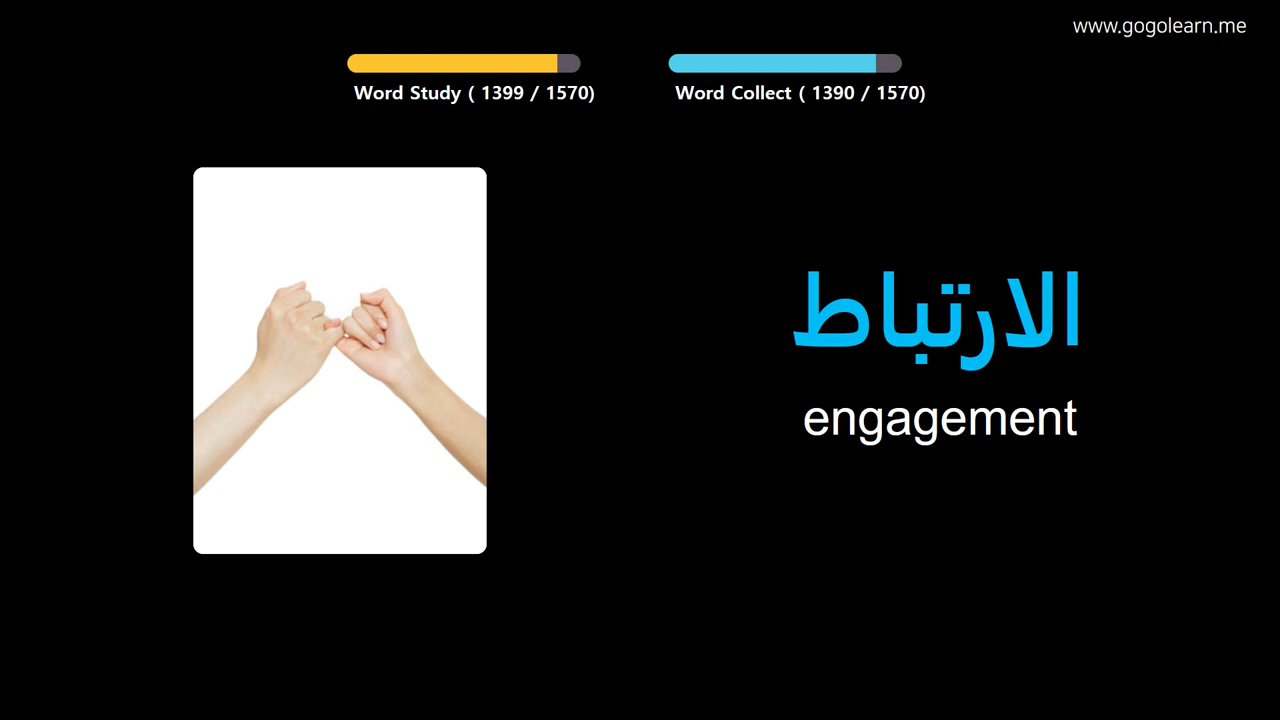 www.gogolearn.me
Word Study ( 1399 / 1570)
Word Collect ( 1390 / 1570)
الارتباط
engagement